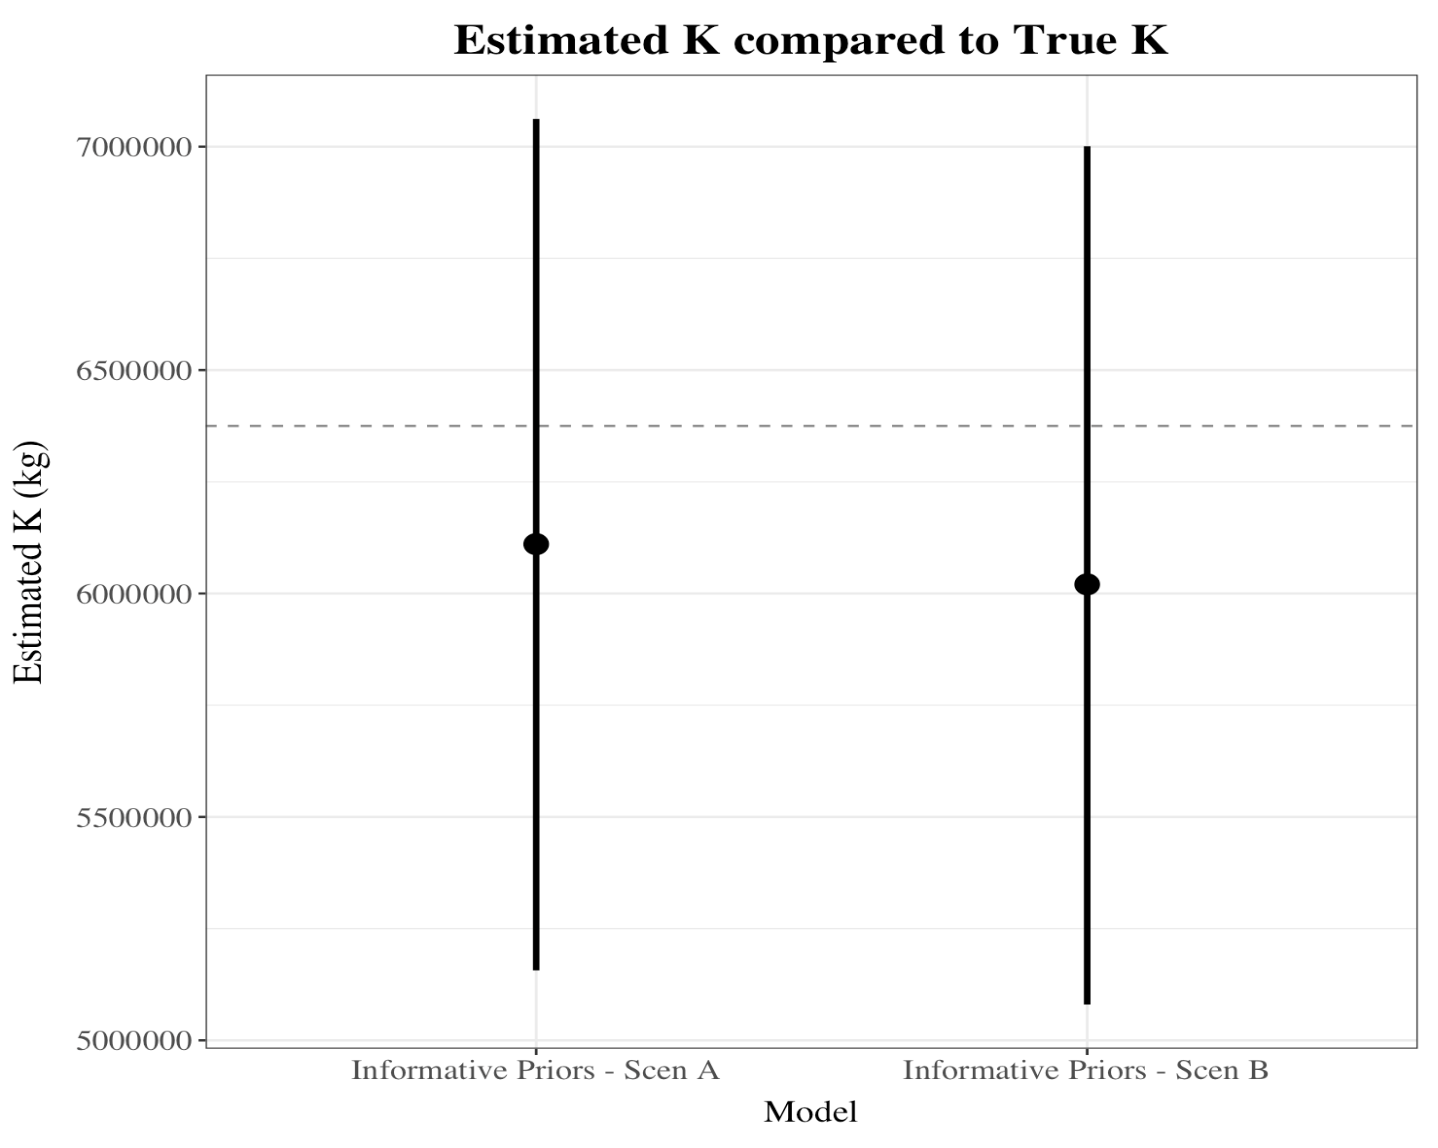 Estimated K compared to True K
Estimated K (kg)
7000000
6500000
6000000
5500000
5000000
Informative Priors - Scen A
Informative Priors - Scen B
Model